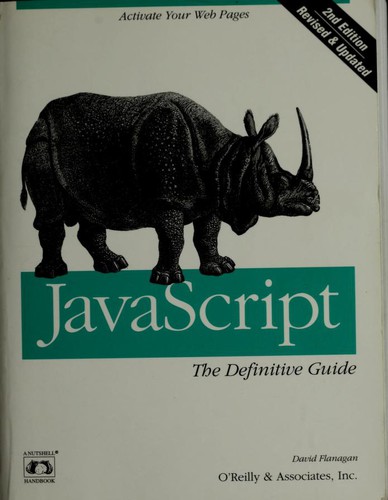 Activate Your Web Pages
2nd Edition
Revised & Updated
JavaScript
The Definitive Guide
A NUTSHELL®
HANDBOOK
David Flanagan
O'Reilly & Associates, Inc.